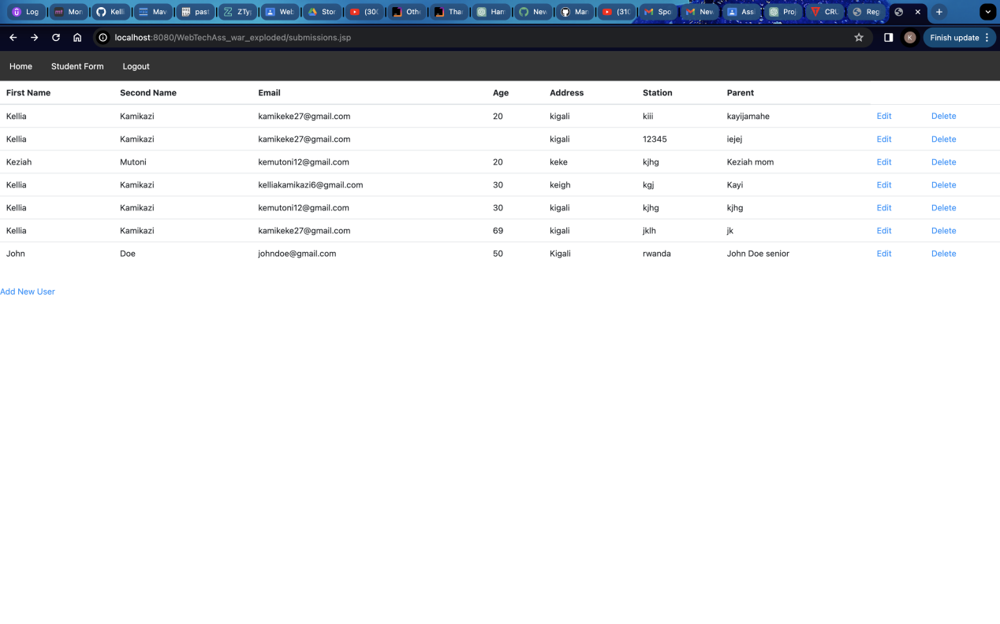 Log Mon Kelli Mav past ZTyp Web Stor (30 Othe Than Ham New Man (310 Spo New Ass Proj CRU Reg
localhost:8080/WebTechAss_war_exploded/submissions.jsp K Finish update
Home Student Form Logout
First Name Second Name Email Age Address Station Parent
Kellia Kamikazi kamikeke27@gmail.com 20 kigali kiii kayijamahe Edit Delete
Kellia Kamikazi kamikeke27@gmail.com kigali 12345 iejej Edit Delete
Keziah Mutoni kemutoni12@gmail.com 20 keke kjhg Keziah mom Edit Delete
Kellia Kamikazi kelliakamikazi6@gmail.com 30 keigh kgj Kayi Edit Delete
Kellia Kamikazi kemutoni12@gmail.com 30 kigali kjhg kjhg Edit Delete
Kellia Kamikazi kamikeke27@gmail.com 69 kigali jklh jk Edit Delete
John Doe johndoe@gmail.com 50 Kigali rwanda John Doe senior Edit Delete
Add New User